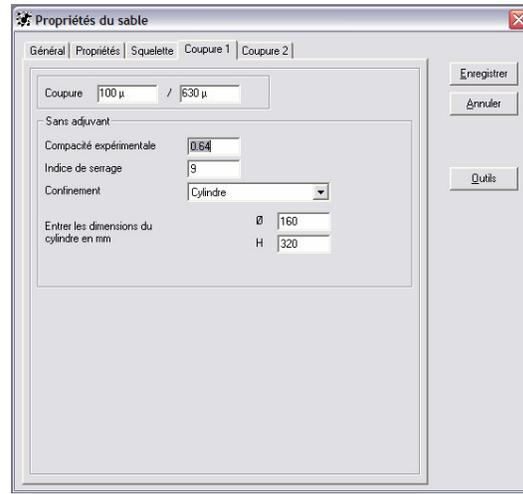 Propriétés du sable
Général Propriétés Squelette Coupure 1 Coupure 2
Enregistrer
Annuler
Outils
Coupure 100 µ / 630 µ
Sans adjuvant
Compacité expérimentale 0.64
Indice de serrage 9
Confinement Cylindre
Entrer les dimensions du
cylindre en mm
Ø 160
H 320